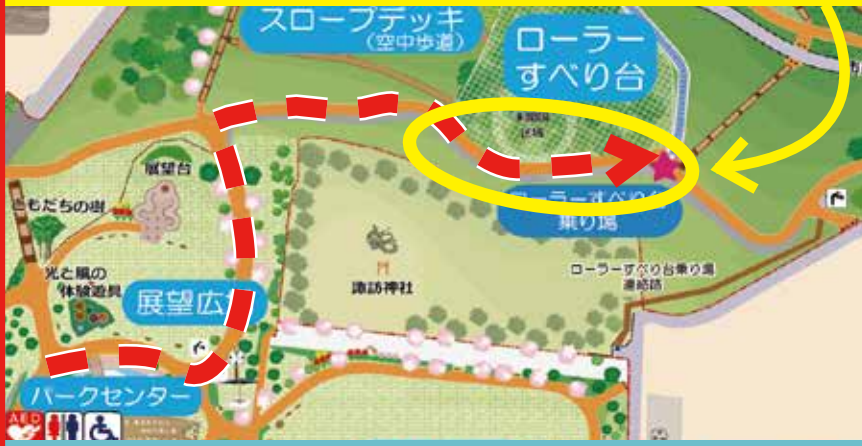 スロープデッキ
（空中歩道）
ローラー
すべり台
展望台
ともだちの樹
ローラーすべり台
乗り場
光と風の
体験遊具
諏訪神社
ローラーすべり台乗り場
連絡路
展望広場
パークセンター
AED